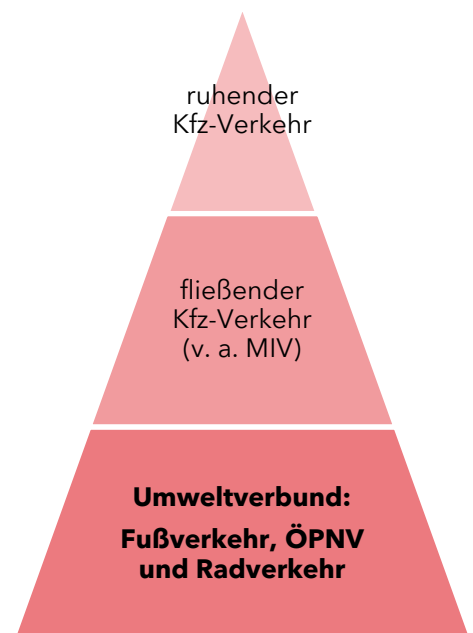 ruhender
Kfz-Verkehr
fließender
Kfz-Verkehr
(v. a. MIV)
Umweltverbund:
Fußverkehr, ÖPNV
und Radverkehr